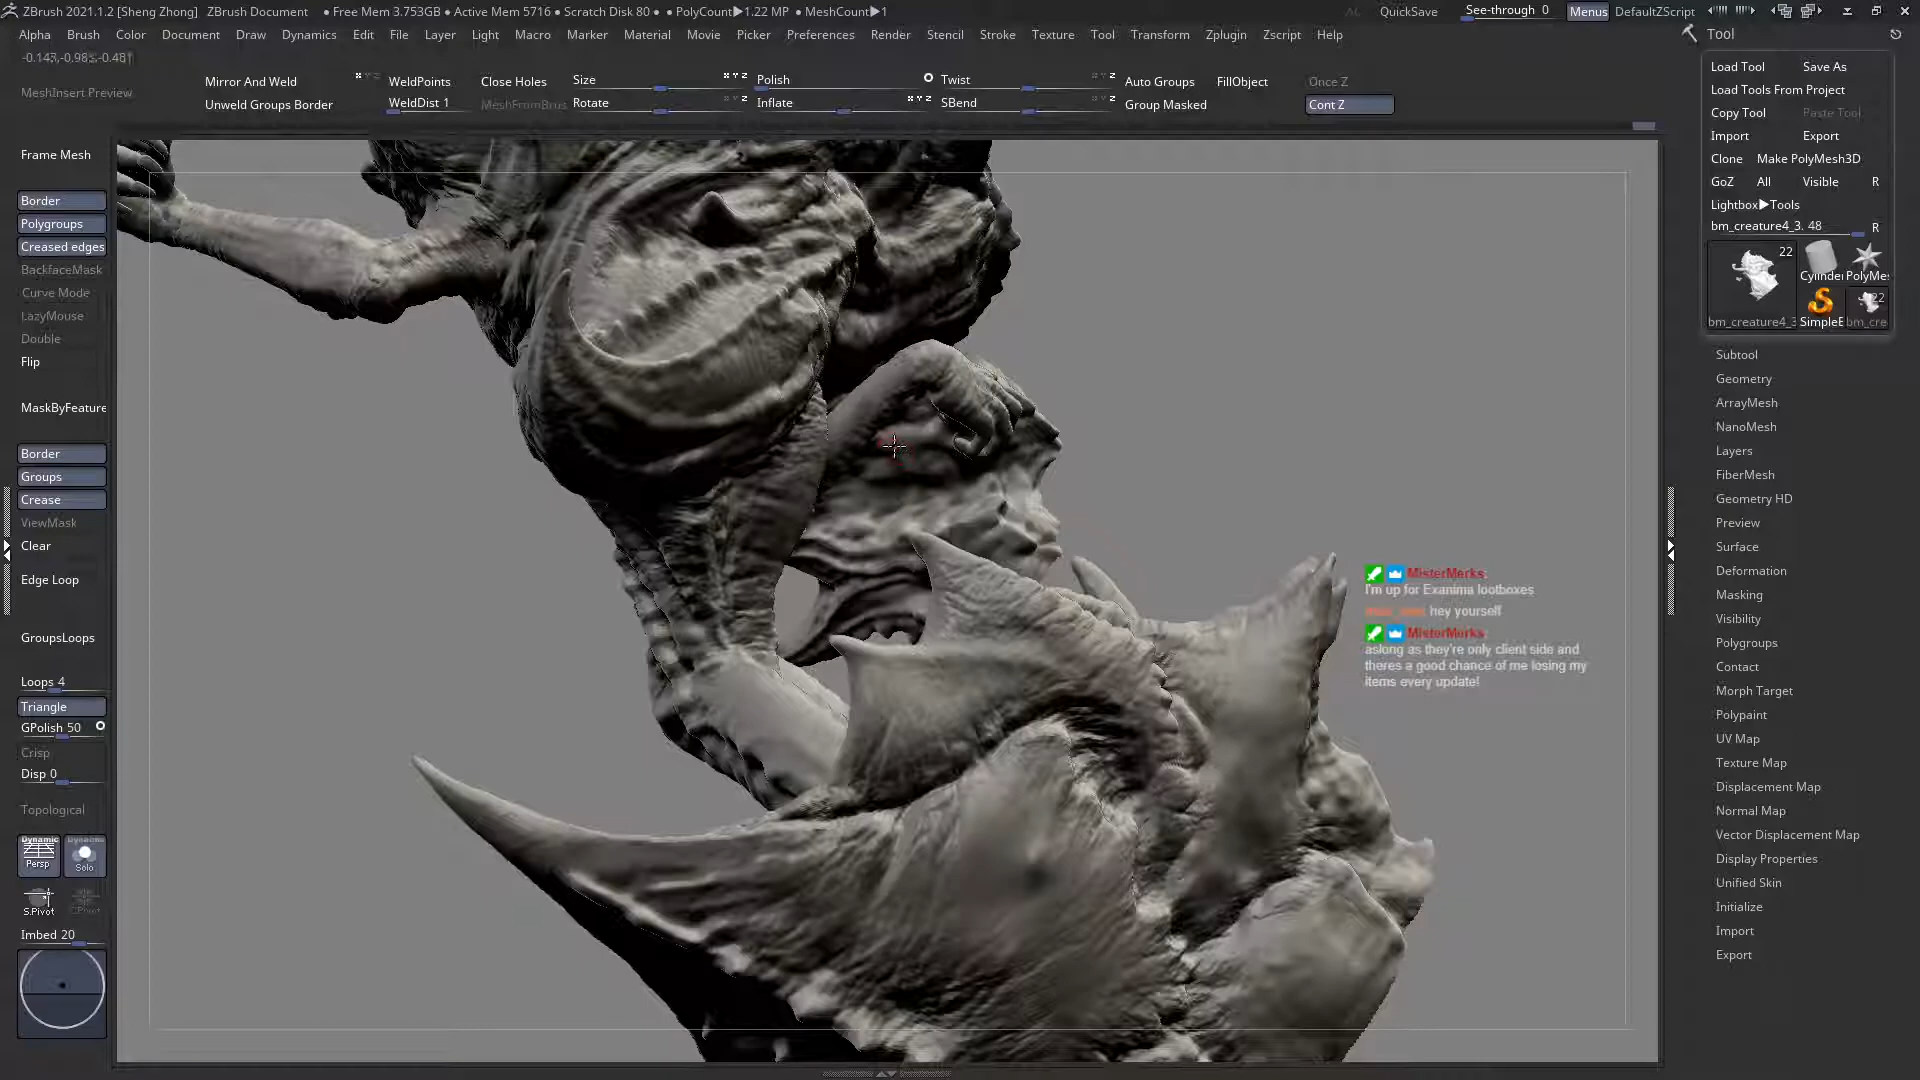 ZBrush 2021.1.2 [Sheng Zhong] ZBrush Document • Free Mem 3.753GB • Active Mem 5716 • Scratch Disk 80 • • PolyCount▶1.22 MP • MeshCount▶1
AC QuickSave See-through 0 Menus DefaultZScript
Alpha Brush Color Document Draw Dynamics Edit File Layer Light Macro Marker Material Movie Picker Preferences Render Stencil Stroke Texture Tool Transform Zplugin Zscript Help
MeshInsert Preview
Mirror And Weld WeldPoints Close Holes Size Polish Twist Auto Groups FillObject Once Z
Unweld Groups Border WeldDist 1 MeshFromBrus Rotate Inflate SBend Group Masked Cont Z
Frame Mesh
Border
Polygroups
Creased edges
BackfaceMask
Curve Mode
LazyMouse
Double
Flip
MaskByFeature
Border
Groups
Crease
ViewMask
Clear
Edge Loop
GroupsLoops
Loops 4
Triangle
GPolish 50
Crisp
Disp 0
Topological
Dynamic
Persp
Solo
S.Pivot
Imbed 20
MisterMerks
I'm up for Exanima lootboxes
hey yourself
MisterMerks
aslong as they're only client side and
theres a good chance of me losing my
items every update!
Tool
Load Tool Save As
Load Tools From Project
Copy Tool Paste Tool
Import Export
Clone Make PolyMesh3D
GoZ All Visible R
Lightbox▶Tools
bm_creature4_3. 48 R
22
Cylinder PolyMes
22
bm_creature4_3 SimpleE bm_cre
Subtool
Geometry
ArrayMesh
NanoMesh
Layers
FiberMesh
Geometry HD
Preview
Surface
Deformation
Masking
Visibility
Polygroups
Contact
Morph Target
Polypaint
UV Map
Texture Map
Displacement Map
Normal Map
Vector Displacement Map
Display Properties
Unified Skin
Initialize
Import
Export